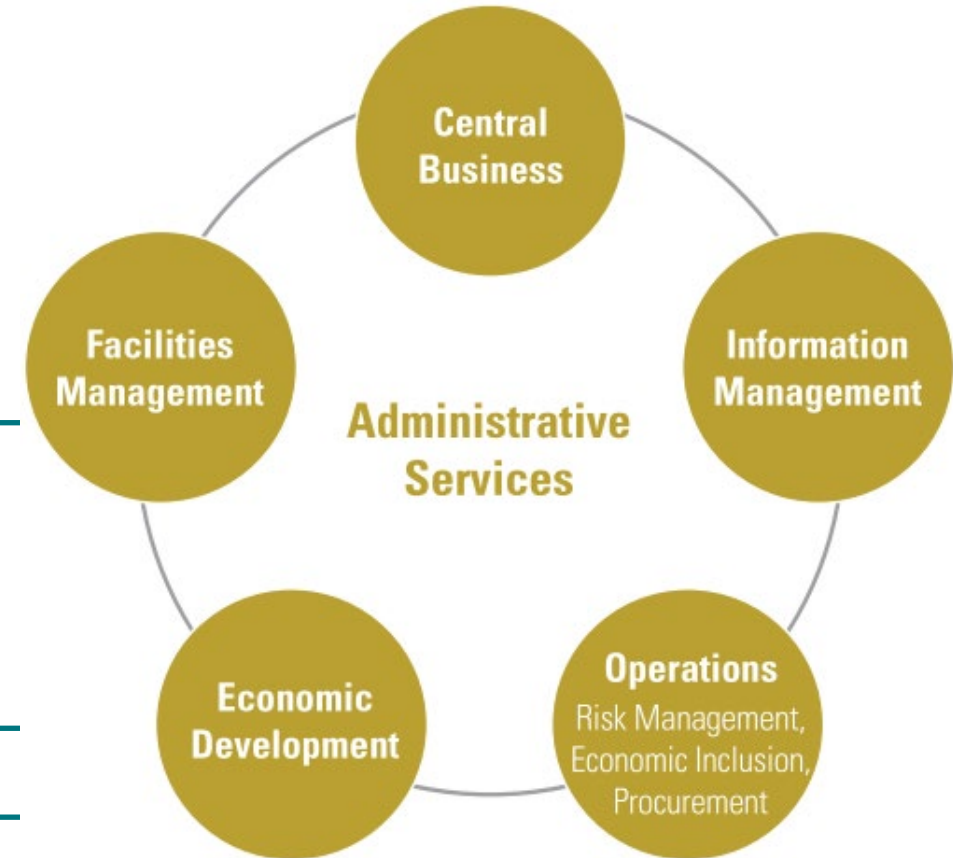 Central
Business
Facilities
Management
Information
Management
Administrative
Services
Economic
Development
Operations
Risk Management,
Economic Inclusion,
Procurement